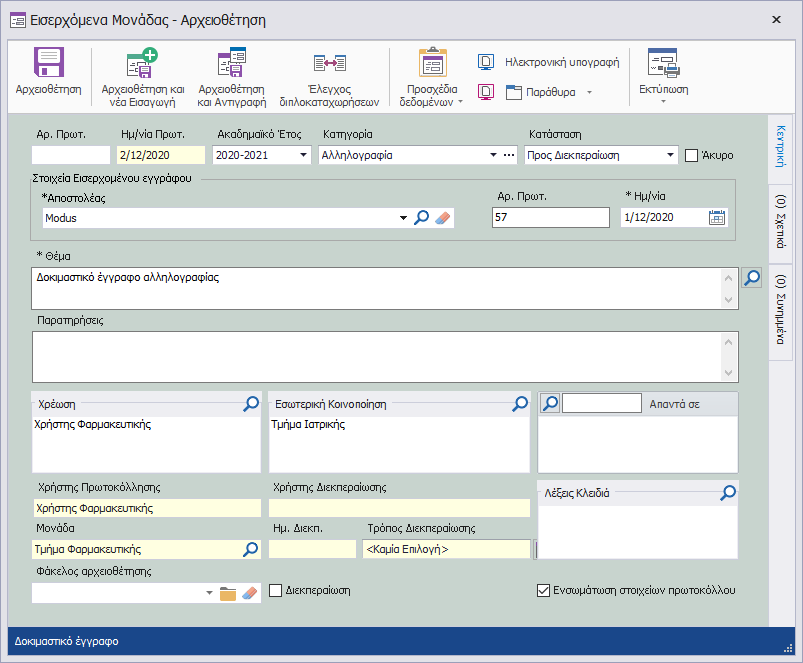 Εισερχόμενα Μονάδας - Αρχειοθέτηση
Αρχειοθέτηση
Αρχειοθέτηση και
νέα Εισαγωγή
Αρχειοθέτηση
και Αντιγραφή
Έλεγχος
διπλοκαταχωρήσεων
Προσχέδια
δεδομένων
Ηλεκτρονική υπογραφή
Παράθυρα
Εκτύπωση
Αρ. Πρωτ.
Ημ/νία Πρωτ.
Ακαδημαϊκό Έτος
Κατηγορία
Κατάσταση
2/12/2020
2020-2021
Αλληλογραφία
Προς Διεκπεραίωση
Άκυρο
Στοιχεία Εισερχομένου εγγράφου
*Αποστολέας
Αρ. Πρωτ.
* Ημ/νία
Modus
57
1/12/2020
* Θέμα
Δοκιμαστικό έγγραφο αλληλογραφίας
Παρατηρήσεις
Χρέωση
Εσωτερική Κοινοποίηση
Απαντά σε
Χρήστης Φαρμακευτικής
Τμήμα Ιατρικής
Χρήστης Πρωτοκόλλησης
Χρήστης Διεκπεραίωσης
Λέξεις Κλειδιά
Χρήστης Φαρμακευτικής
Μονάδα
Ημ. Διεκπ.
Τρόπος Διεκπεραίωσης
Τμήμα Φαρμακευτικής
<Καμία Επιλογή>
Φάκελος αρχειοθέτησης
Διεκπεραίωση
Ενσωμάτωση στοιχείων πρωτοκόλλου
Κεντρική
(0) Σχετικά
(0) Συνημμένα
Δοκιμαστικό έγγραφο